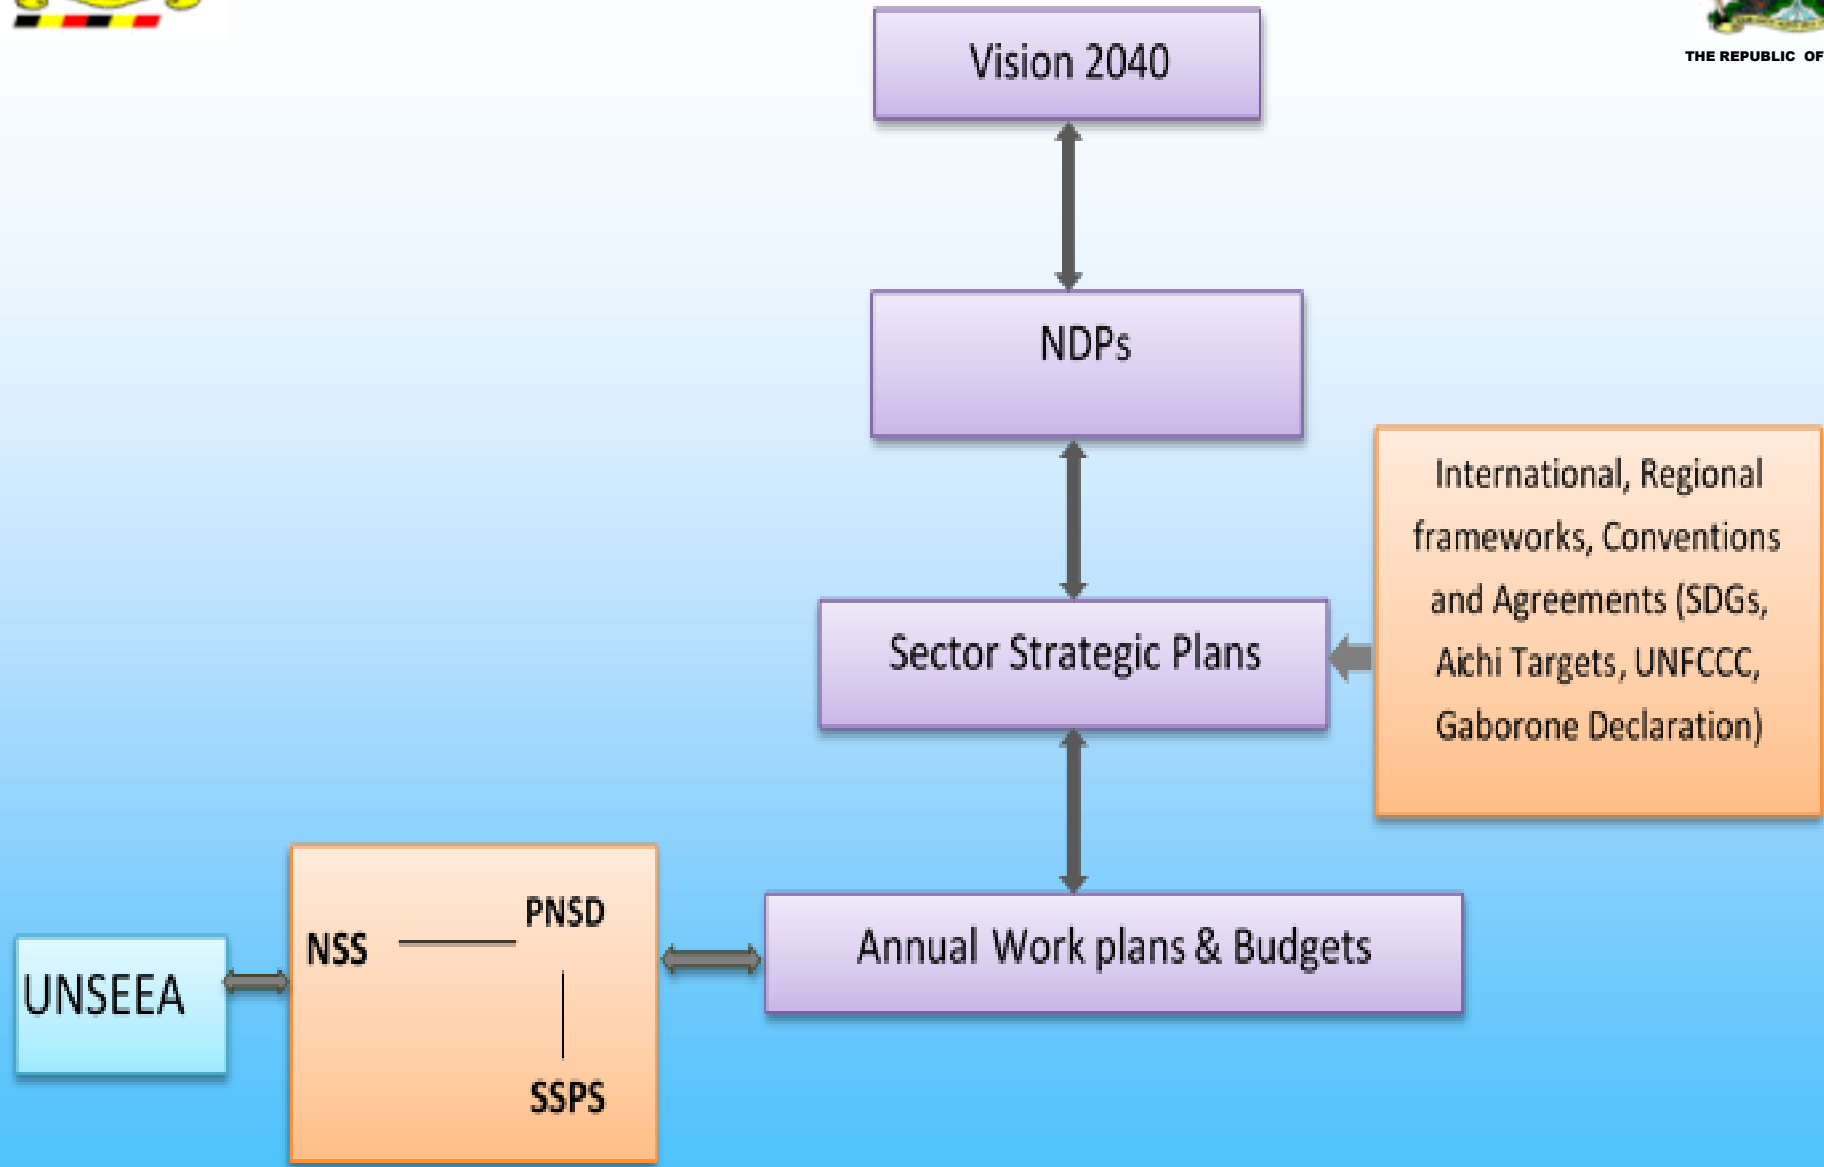 THE REPUBLIC OF
Vision 2040
NDPs
International, Regional
frameworks, Conventions
and Agreements (SDGs,
Aichi Targets, UNFCCC,
Gaborone Declaration)
Sector Strategic Plans
Annual Work plans & Budgets
PNSD
NSS
SSPS
UNSEEA